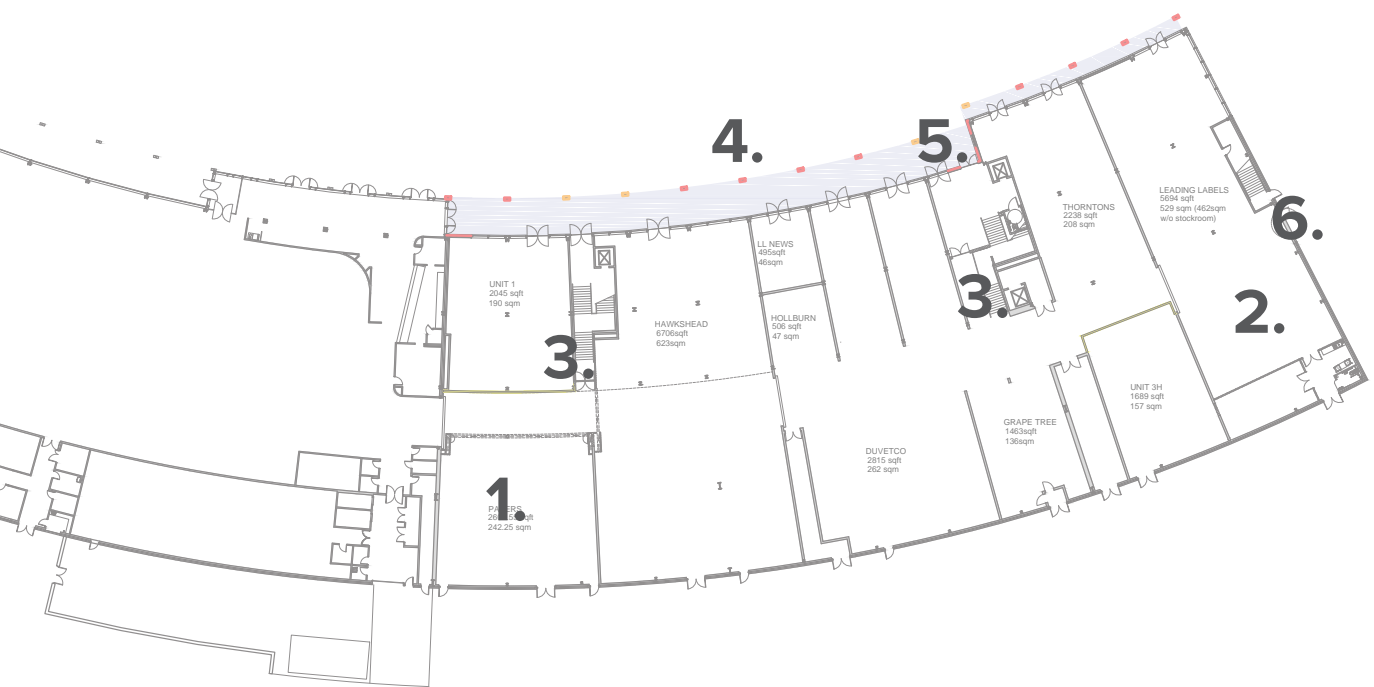 4.
5.
6.
2.
3.
3.
1.
LEADING LABELS
5694 sqft
529 sqm (462sqm
w/o stockroom)
THORNTONS
2238 sqft
208 sqm
LL NEWS
495sqft
46sqm
UNIT 1
2045 sqft
190 sqm
HAWKSHEAD
6706sqft
623sqm
HOLLBURN
506 sqft
47 sqm
UNIT 3H
1689 sqft
157 sqm
GRAPE TREE
1463sqft
136sqm
DUVETCO
2815 sqft
262 sqm
242.25 sqm